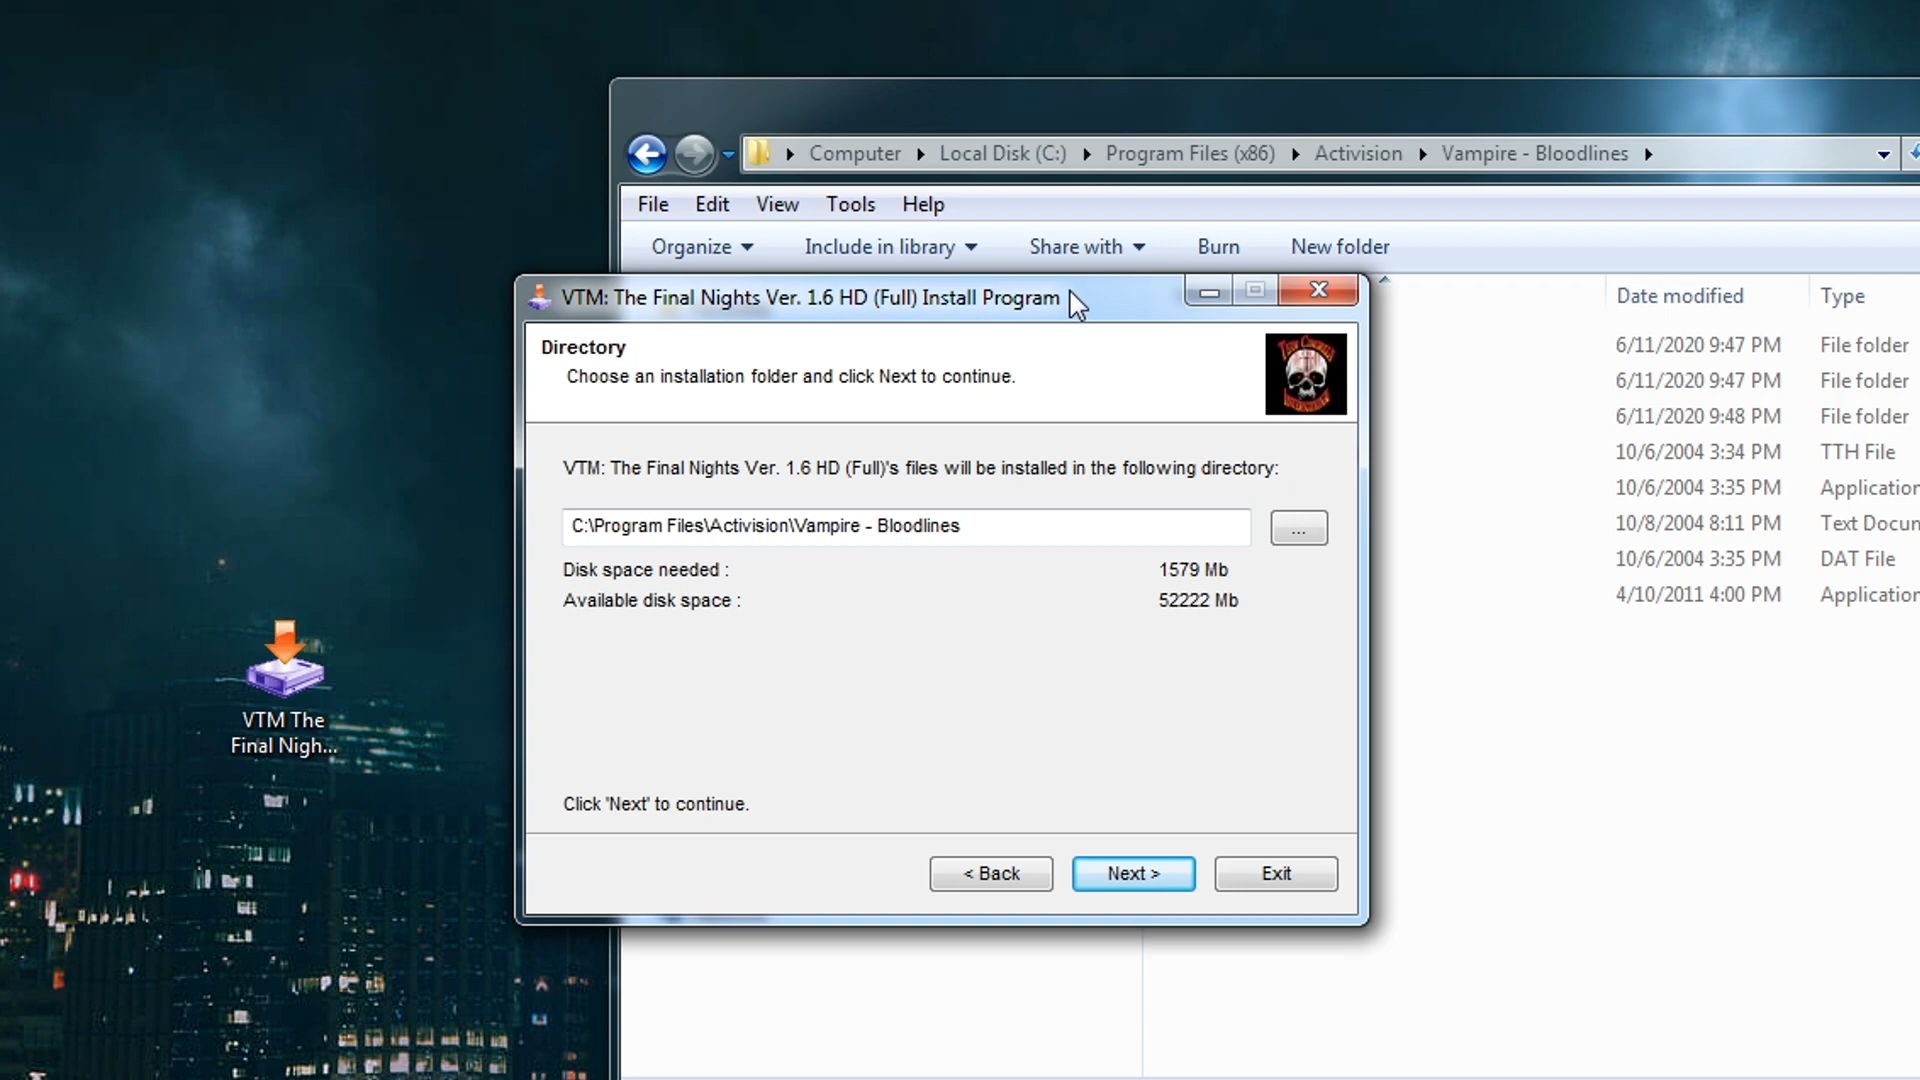 Computer Local Disk (C:) Program Files (x86) Activision Vampire - Bloodlines
File Edit View Tools Help
Organize Include in library Share with Burn New folder
VTM: The Final Nights Ver. 1.6 HD (Full) Install Program
Directory
Choose an installation folder and click Next to continue.
VTM: The Final Nights Ver. 1.6 HD (Full)'s files will be installed in the following directory:
C:\Program Files\Activision\Vampire - Bloodlines
...
Disk space needed : 1579 Mb
Available disk space : 52222 Mb
Click 'Next' to continue.
< Back Next > Exit
Date modified Type
6/11/2020 9:47 PM File folder
6/11/2020 9:47 PM File folder
6/11/2020 9:48 PM File folder
10/6/2004 3:34 PM TTH File
10/6/2004 3:35 PM Application
10/8/2004 8:11 PM Text Docum
10/6/2004 3:35 PM DAT File
4/10/2011 4:00 PM Application
VTM The
Final Nigh...